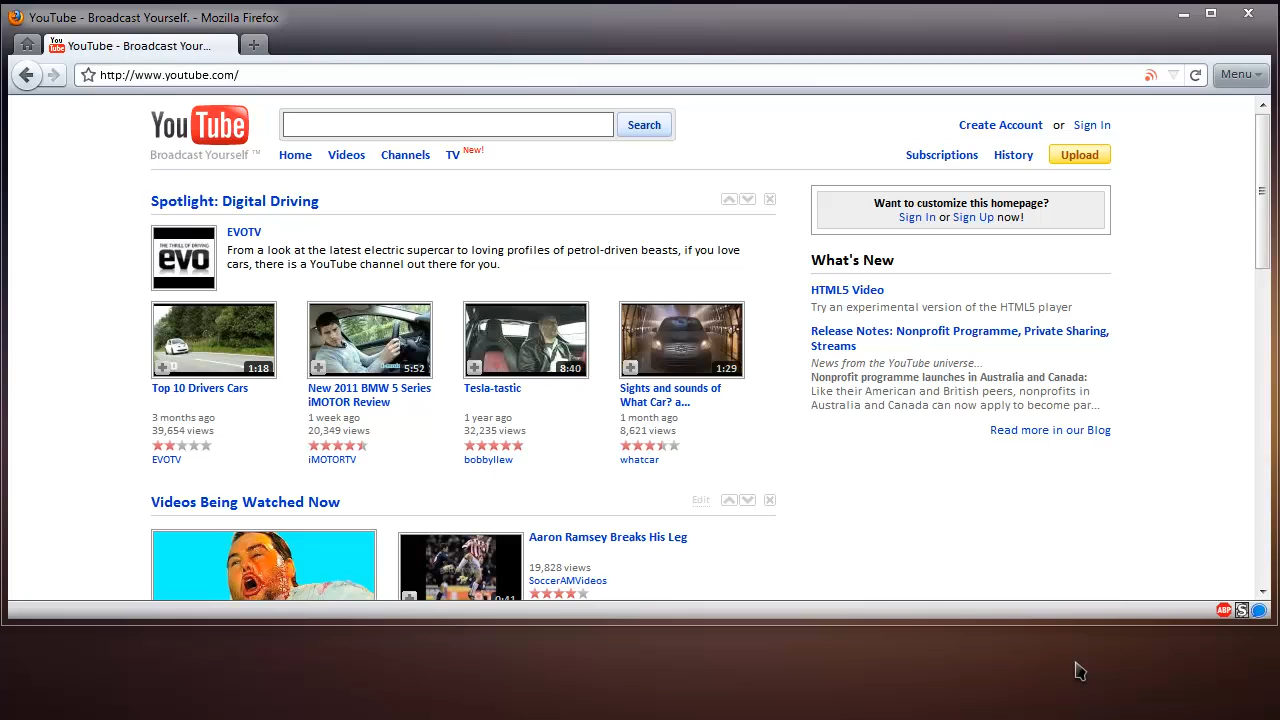 YouTube - Broadcast Yourself. - Mozilla Firefox
You Tube YouTube - Broadcast Your...
http://www.youtube.com/
Menu
YouTube
Broadcast Yourself ™
Search
Create Account or Sign In
Home Videos Channels TV New!
Subscriptions History Upload
Spotlight: Digital Driving
EVOTV
THE THRILL OF DRIVING
evo
From a look at the latest electric supercar to loving profiles of petrol-driven beasts, if you love
cars, there is a YouTube channel out there for you.
1:18
5:52
8:40
1:29
Top 10 Drivers Cars
3 months ago
39,654 views
EVOTV
New 2011 BMW 5 Series
iMOTOR Review
1 week ago
20,349 views
iMOTORTV
Tesla-tastic
1 year ago
32,235 views
bobbyllew
Sights and sounds of
What Car? a...
1 month ago
8,621 views
whatcar
Videos Being Watched Now
Edit
0:41
Aaron Ramsey Breaks His Leg
19,828 views
SoccerAMVideos
Want to customize this homepage?
Sign In or Sign Up now!
What's New
HTML5 Video
Try an experimental version of the HTML5 player
Release Notes: Nonprofit Programme, Private Sharing,
Streams
News from the YouTube universe...
Nonprofit programme launches in Australia and Canada:
Like their American and British peers, nonprofits in
Australia and Canada can now apply to become par...
Read more in our Blog
ABP
S